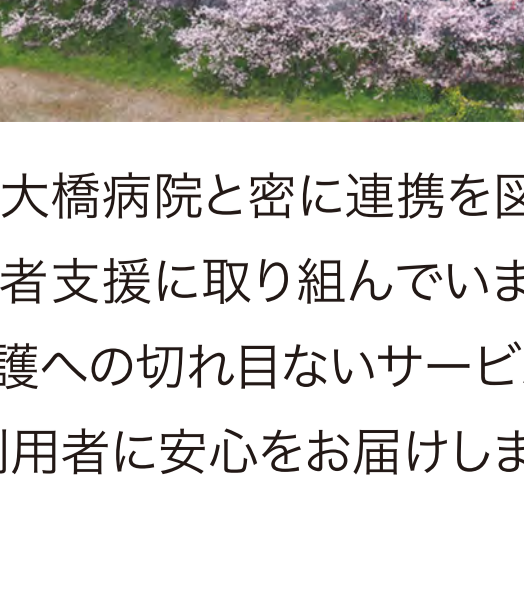 大橋病院と密に連携を図
者支援に取り組んでいま
護への切れ目ないサービ
用者に安心をお届けしま